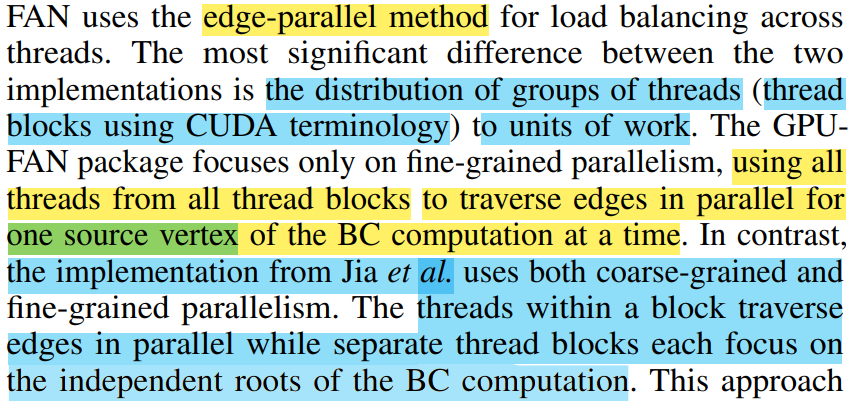 FAN uses the edge-parallel method for load balancing across
threads. The most significant difference between the two
implementations is the distribution of groups of threads (thread
blocks using CUDA terminology) to units of work. The GPU-
FAN package focuses only on fine-grained parallelism, using all
threads from all thread blocks to traverse edges in parallel for
one source vertex of the BC computation at a time. In contrast,
the implementation from Jia et al. uses both coarse-grained and
fine-grained parallelism. The threads within a block traverse
edges in parallel while separate thread blocks each focus on
the independent roots of the BC computation. This approach